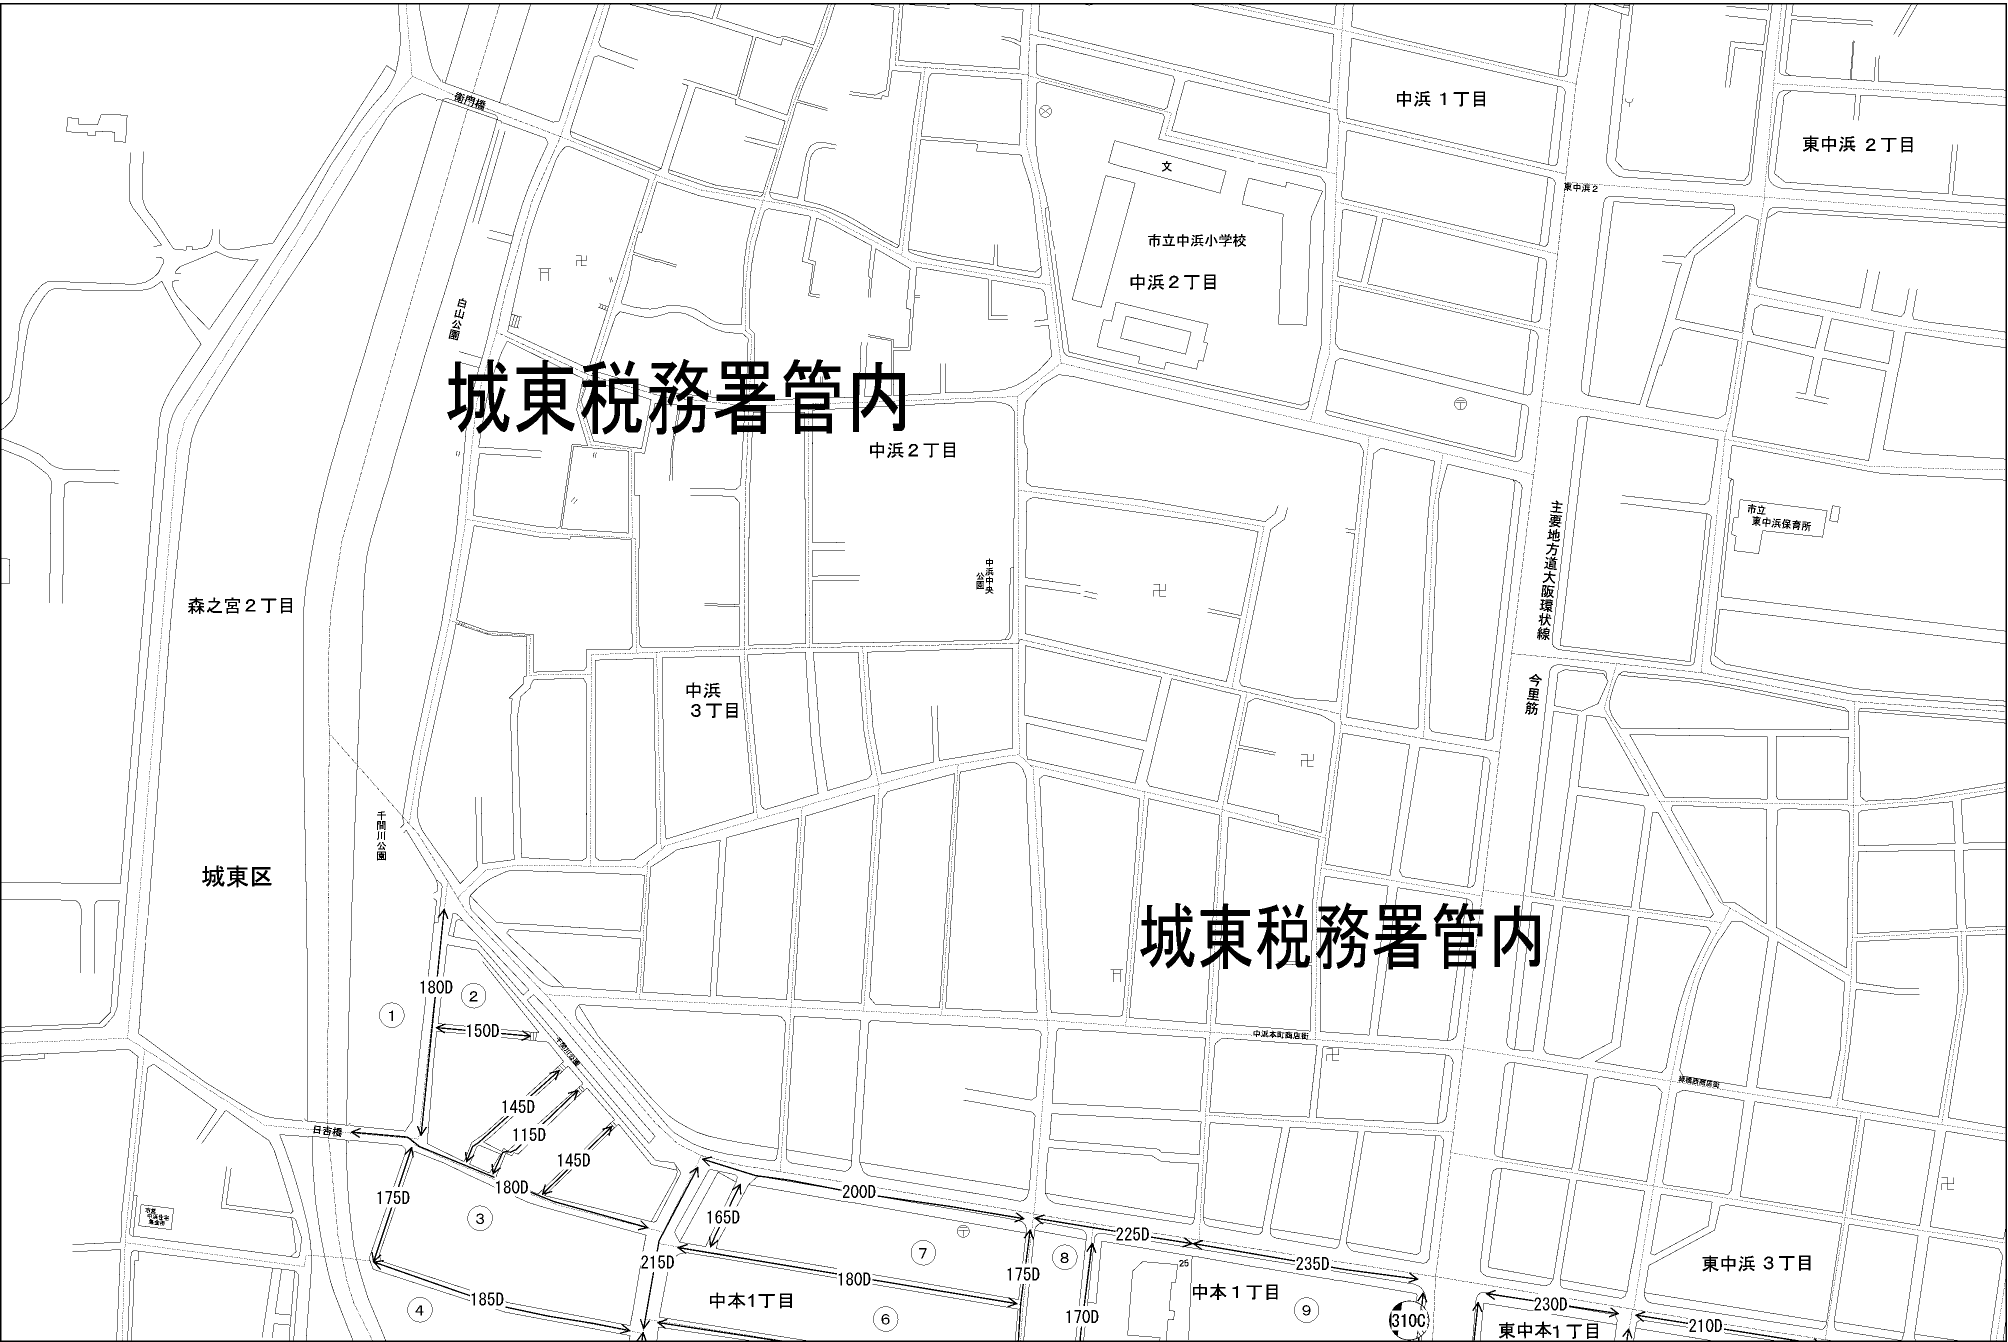 衛門橋
中浜 1丁目
東中浜 2丁目
文
東中浜2
市立中浜小学校
中浜2丁目
白山公園
城東税務署管内
中浜2丁目
主要地方道大阪環状線
市立
東中浜保育所
中浜中央
公園
森之宮2丁目
今里筋
中浜
3丁目
千間川公園
城東区
城東税務署管内
180D
①
②
150D
千間川公園
中浜本町商店街
145D
115D
145D
日吉橋
180D
175D
③
200D
165D
225D
215D
⑦
⑧
235D
175D
180D
185D
④
中本1丁目
⑥
170D
25
中本1丁目
⑨
310C
東中浜 3丁目
230D
東中本1丁目
210D